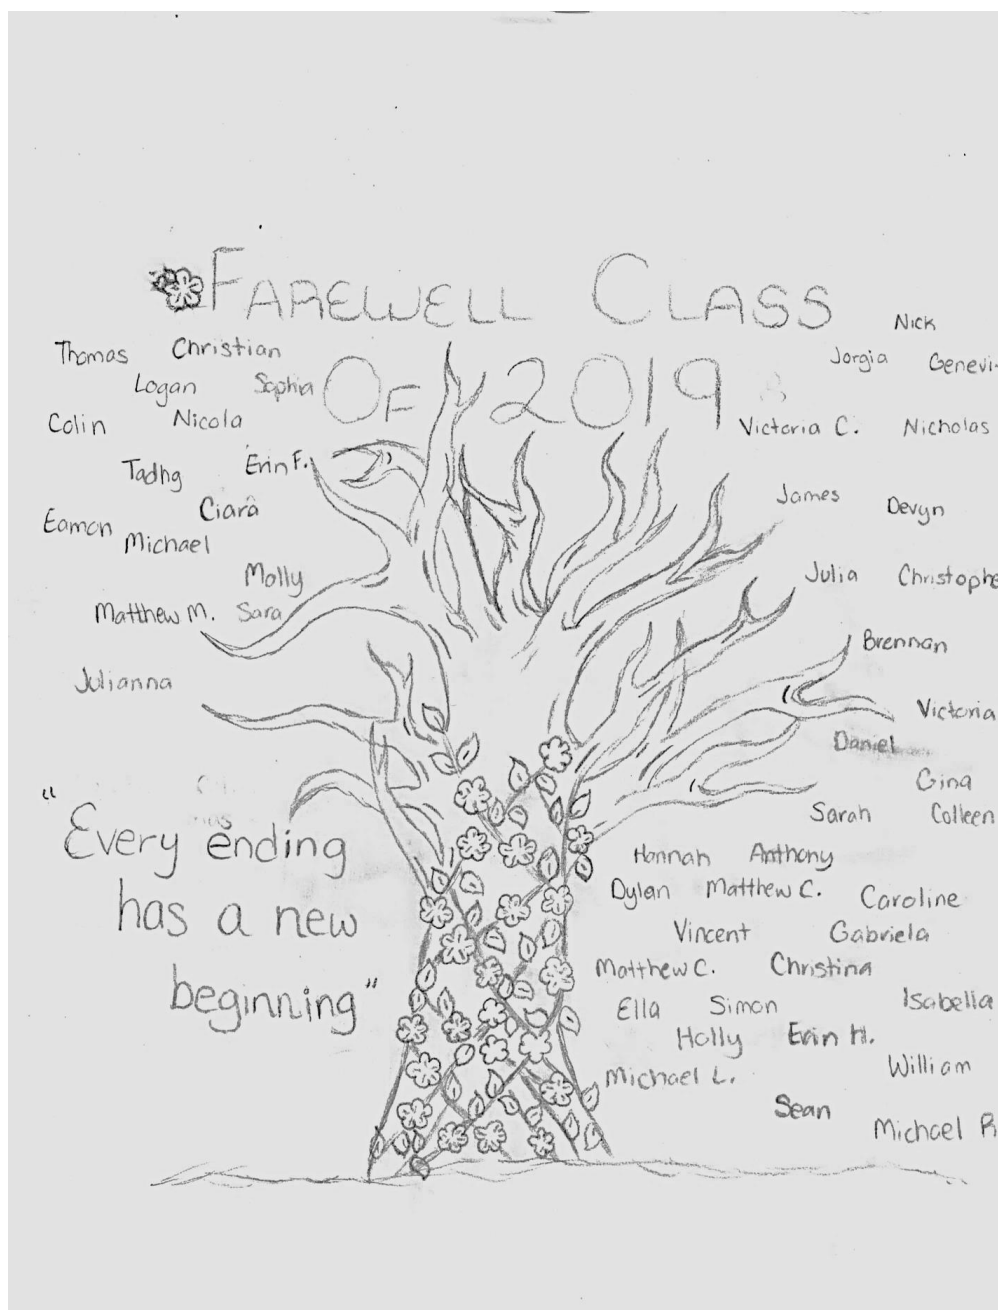 FAREWELL CLASS
OF 2019
Thomas Christian
Logan Sophia
Colin Nicola
Tadhg Erin F.
Ciara
Eamon
Michael
Molly
Matthew M. Sara
Julianna
"Every ending
has a new
beginning"
Nick
Jorgia Genevi
Victoria C. Nicholas
James Devyn
Julia Christophe
Brennan
Victoria
Daniel
Gina
Sarah Colleen
Hannah Anthony
Dylan Matthew C. Caroline
Vincent Gabriela
Matthew C. Christina
Ella Simon Isabella
Holly Erin H.
Michael L. William
Sean
Michael R